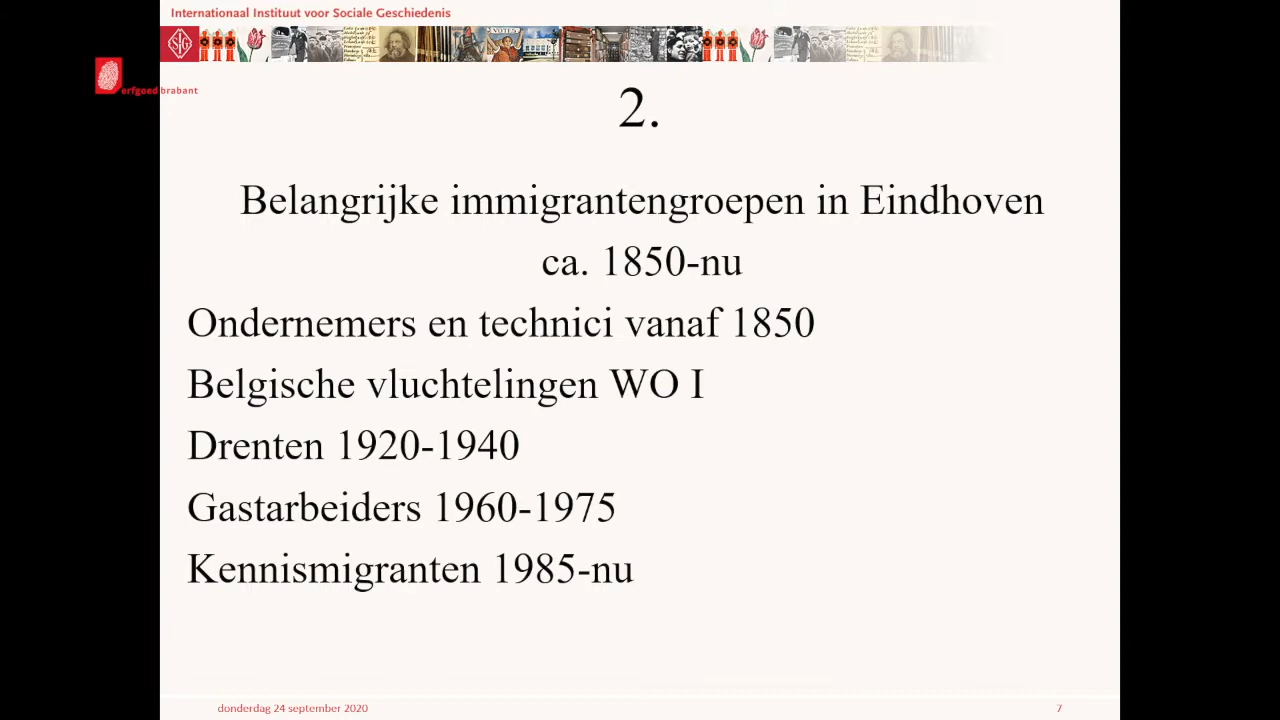 Internationaal Instituut voor Sociale Geschiedenis
VOTES
erfgoed brabant
2.
Belangrijke immigrantengroepen in Eindhoven
ca. 1850-nu
Ondernemers en technici vanaf 1850
Belgische vluchtelingen WO I
Drenten 1920-1940
Gastarbeiders 1960-1975
Kennismigranten 1985-nu
donderdag 24 september 2020
7